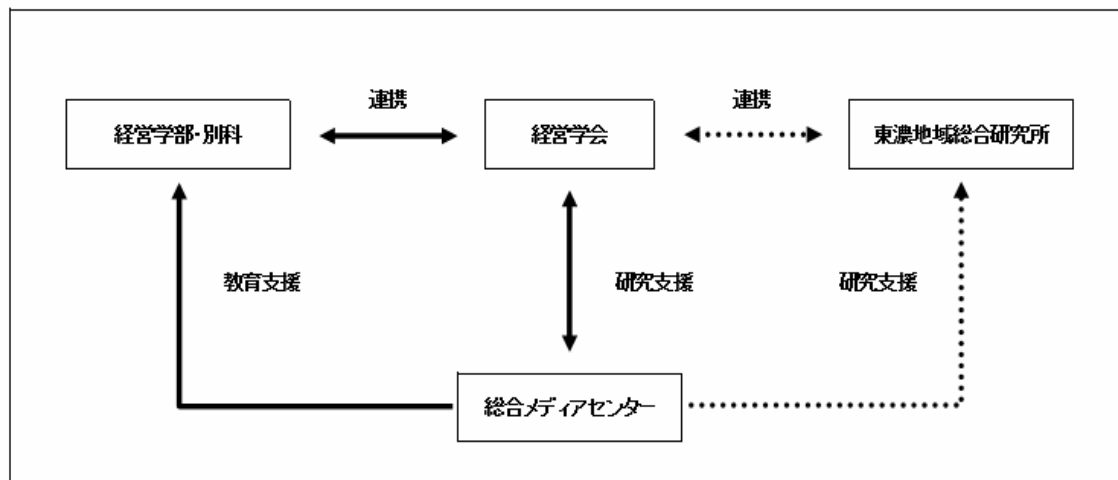 連携
連携
経営学部・別科
経営学会
東濃地域総合研究所
教育支援
研究支援
研究支援
総合メディアセンター